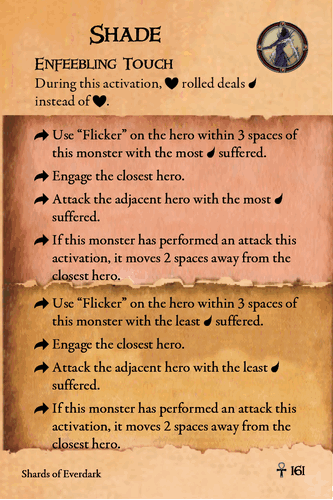 Shade
Enfeebling Touch
During this activation, rolled deals
instead of .
Use “Flicker” on the hero within 3 spaces of
this monster with the most suffered.
Engage the closest hero.
Attack the adjacent hero with the most
suffered.
If this monster has performed an attack this
activation, it moves 2 spaces away from the
closest hero.
Use “Flicker” on the hero within 3 spaces of
this monster with the least suffered.
Engage the closest hero.
Attack the adjacent hero with the least
suffered.
If this monster has performed an attack this
activation, it moves 2 spaces away from the
closest hero.
Shards of Everdark
161